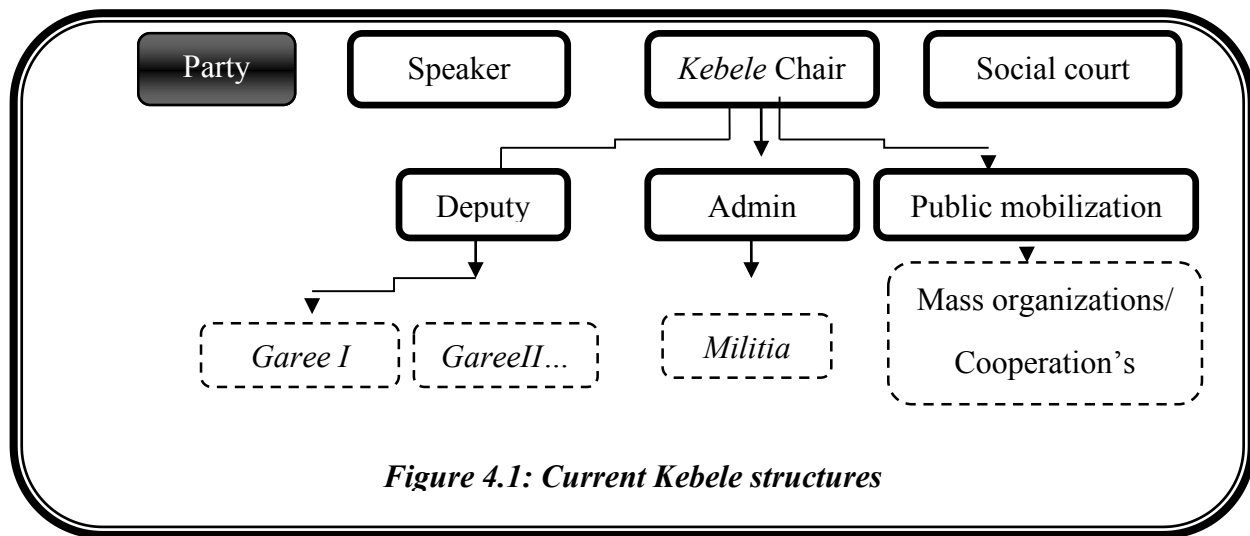 Party
Speaker
Kebele Chair
Social court
Deputy
Admin
Public mobilization
Garee I
GareeII…
Militia
Mass organizations/
Cooperation’s
Figure 4.1: Current Kebele structures